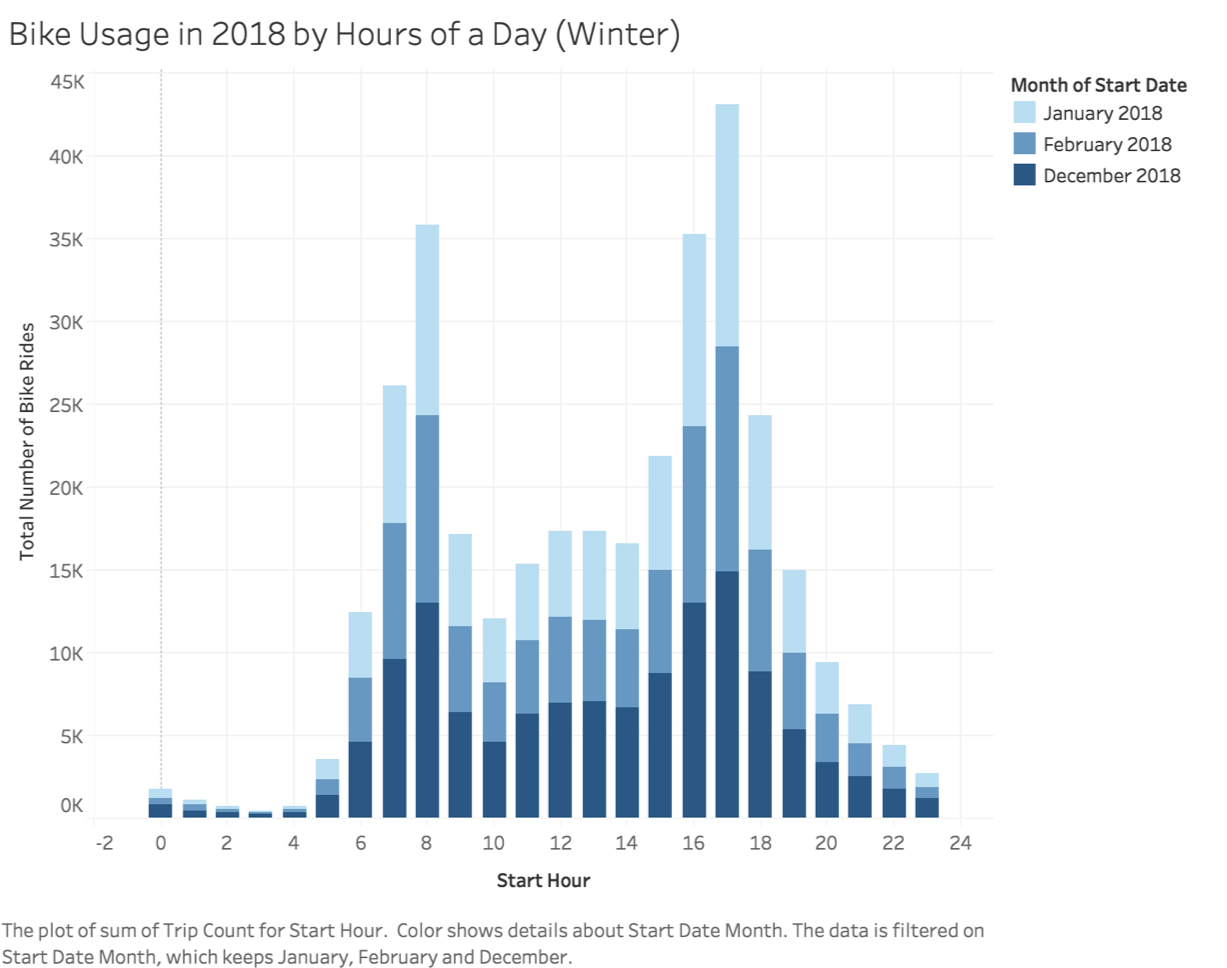 Bike Usage in 2018 by Hours of a Day (Winter)
45K
40K
35K
30K
25K
20K
15K
10K
5K
0K
Total Number of Bike Rides
-2 0 2 4 6 8 10 12 14 16 18 20 22 24
Start Hour
Month of Start Date
January 2018
February 2018
December 2018
The plot of sum of Trip Count for Start Hour. Color shows details about Start Date Month. The data is filtered on
Start Date Month, which keeps January, February and December.